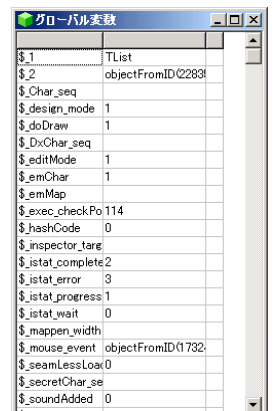 グローバル変数
$_1 TList
$_2 objectFromID(2283
$_Char_seq
$_design_mode 1
$_doDraw 1
$_DxChar_seq
$_editMode 1
$_emChar 1
$_emMap
$_exec_checkPo 114
$_hashCode 0
$_inspector_targ
$_istat_complete 2
$_istat_error 3
$_istat_progress 1
$_istat_wait 0
$_mappen_width
$_mouse_event objectFromID(1732
$_seamLessLoa 0
$_secretChar_se
$_soundAdded 0